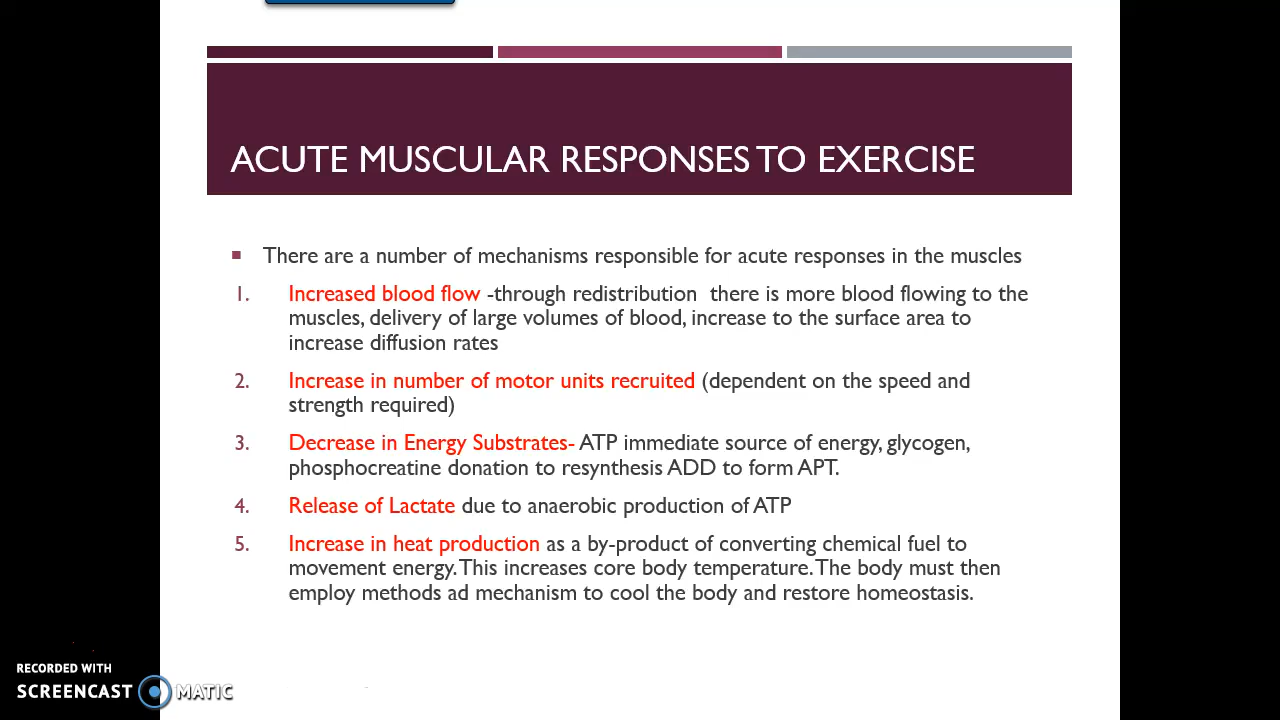 ACUTE MUSCULAR RESPONSES TO EXERCISE
There are a number of mechanisms responsible for acute responses in the muscles
1. Increased blood flow -through redistribution there is more blood flowing to the
muscles, delivery of large volumes of blood, increase to the surface area to
increase diffusion rates
2. Increase in number of motor units recruited (dependent on the speed and
strength required)
3. Decrease in Energy Substrates- ATP immediate source of energy, glycogen,
phosphocreatine donation to resynthesis ADD to form APT.
4. Release of Lactate due to anaerobic production of ATP
5. Increase in heat production as a by-product of converting chemical fuel to
movement energy. This increases core body temperature. The body must then
employ methods ad mechanism to cool the body and restore homeostasis.
RECORDED WITH
SCREENCAST MATIC